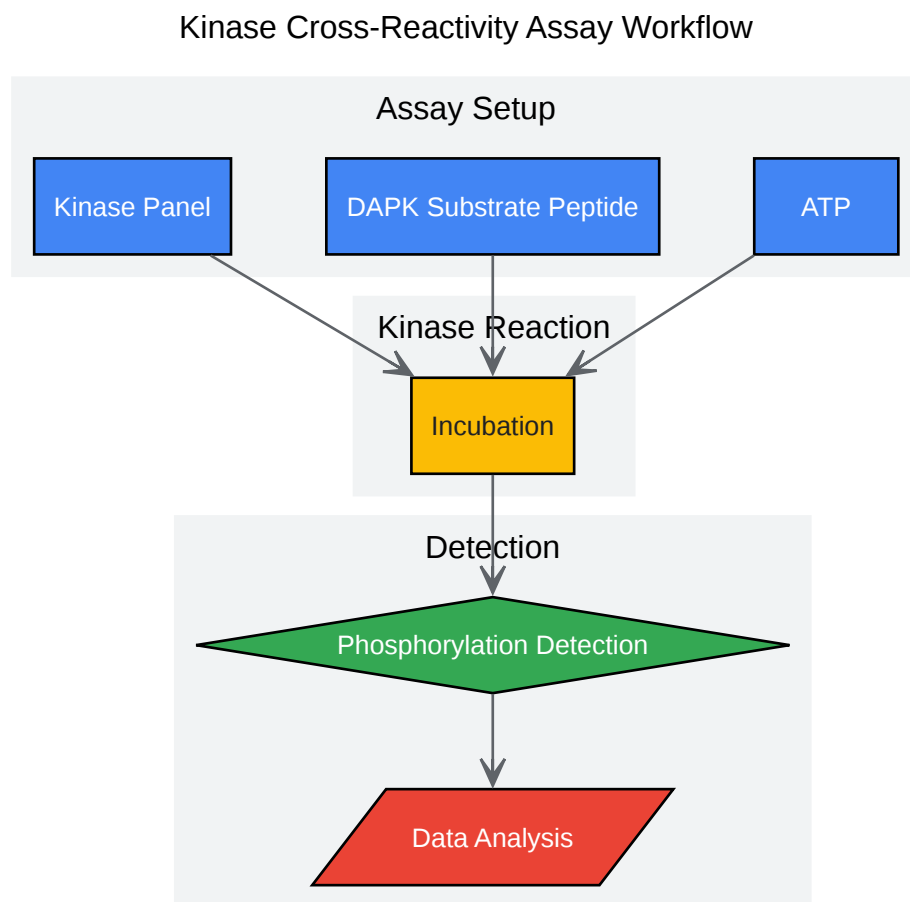 Kinase Cross-Reactivity Assay Workflow
Assay Setup
Kinase Panel
DAPK Substrate Peptide
ATP
Kinase Reaction
Incubation
Detection
Phosphorylation Detection
Data Analysis